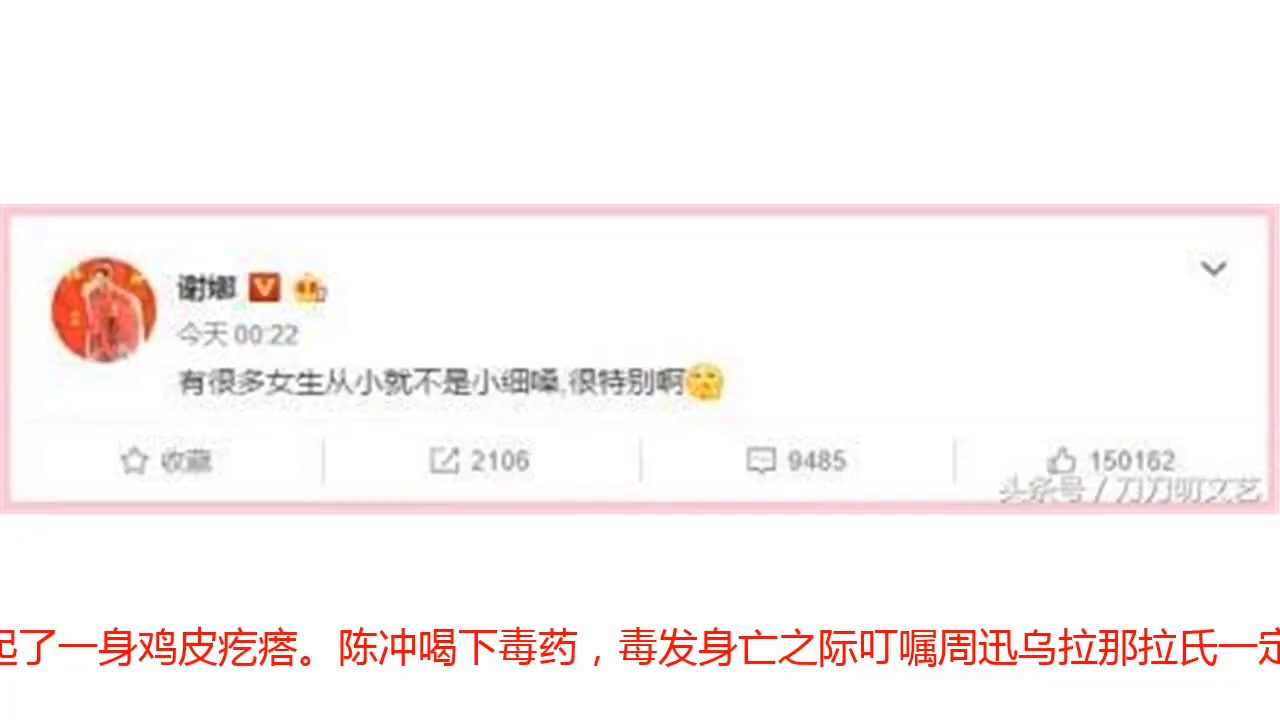 谢娜
今天 00:22
有很多女生从小就不是小细嗓,很特别啊
收藏
2106
9485
150162
头条号 / 刀刀叨文艺
起了一身鸡皮疙瘩。陈冲喝下毒药，毒发身亡之际叮嘱周迅乌拉那拉氏一定